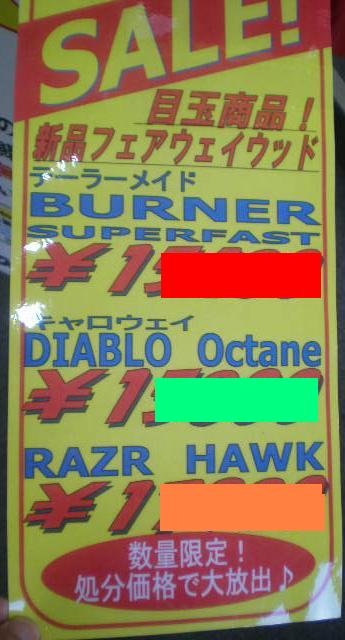 SALE!
目玉商品!
新品フェアウェイウッド
テーラーメイド
BURNER
SUPERFAST
キャロウェイ
DIABLO Octane
RAZR HAWK
数量限定!
処分価格で大放出♪